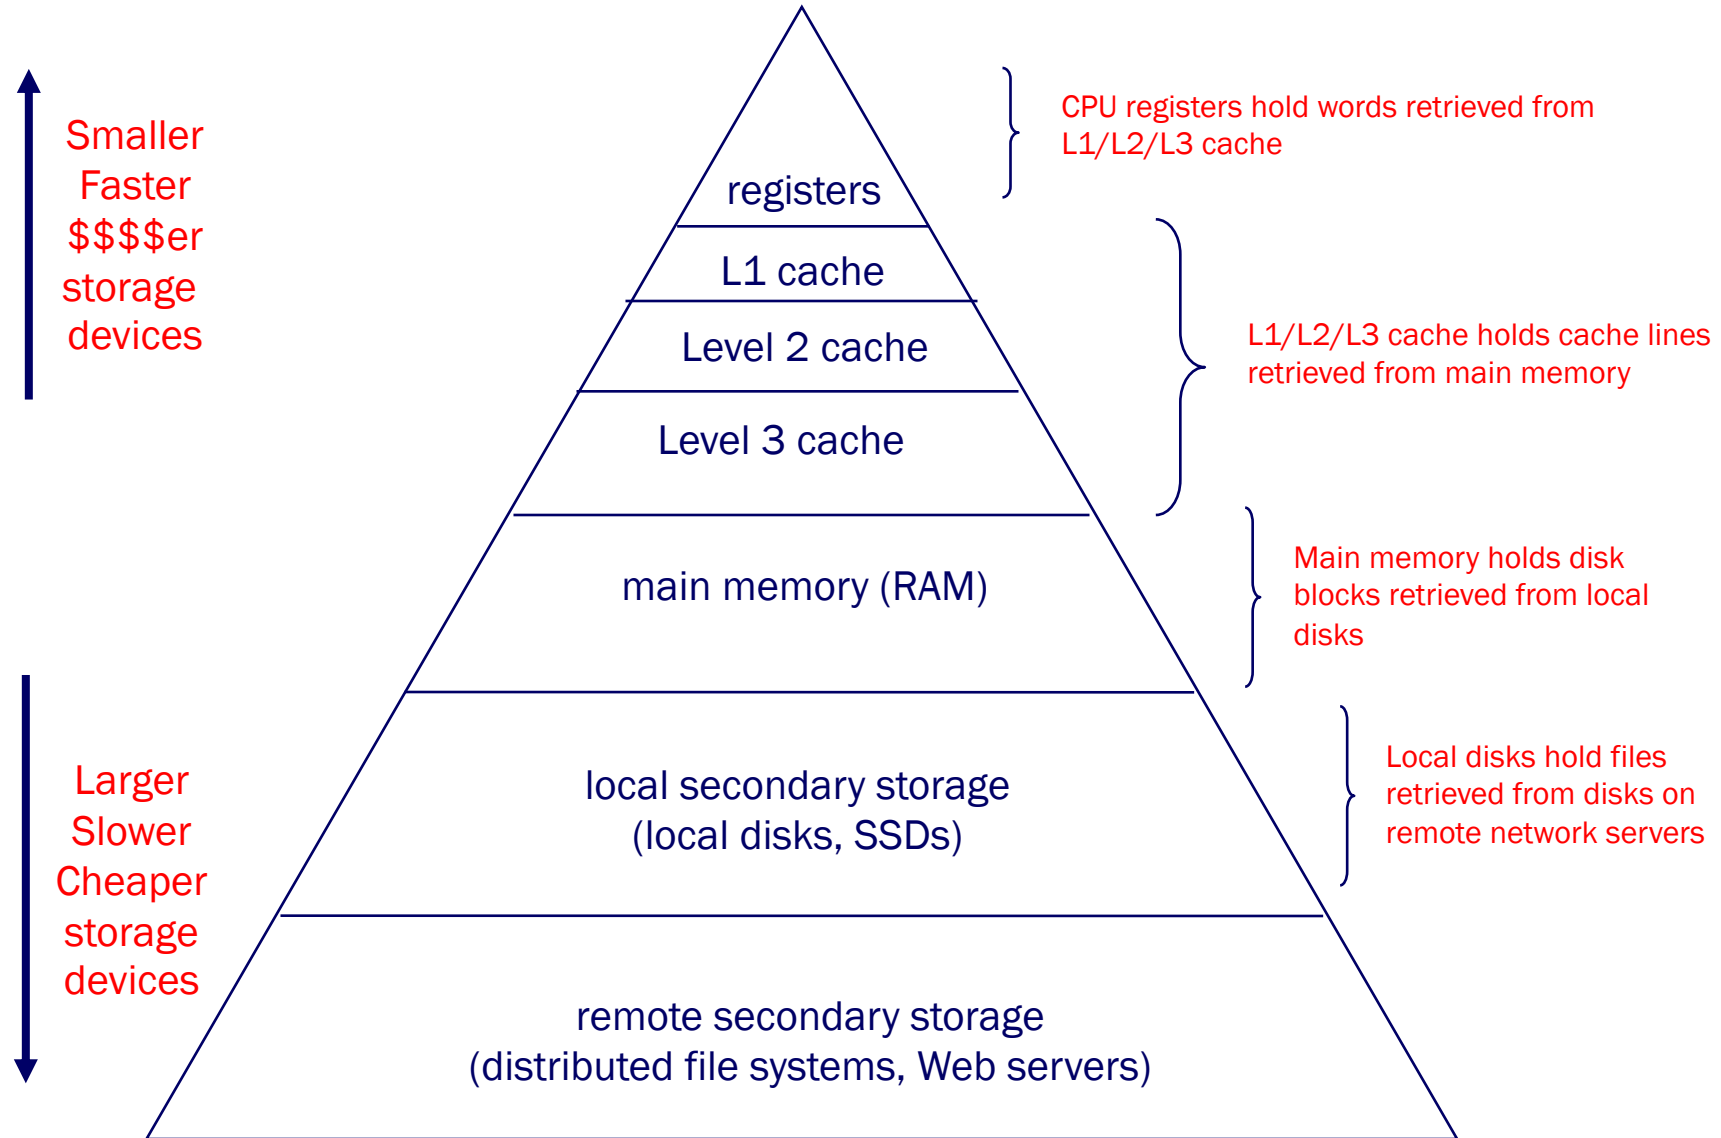 Smaller
Faster
$$$$er
storage
devices
registers
L1 cache
Level 2 cache
Level 3 cache
main memory (RAM)
local secondary storage
(local disks, SSDs)
remote secondary storage
(distributed file systems, Web servers)
Larger
Slower
Cheaper
storage
devices
CPU registers hold words retrieved from
L1/L2/L3 cache
L1/L2/L3 cache holds cache lines
retrieved from main memory
Main memory holds disk
blocks retrieved from local
disks
Local disks hold files
retrieved from disks on
remote network servers